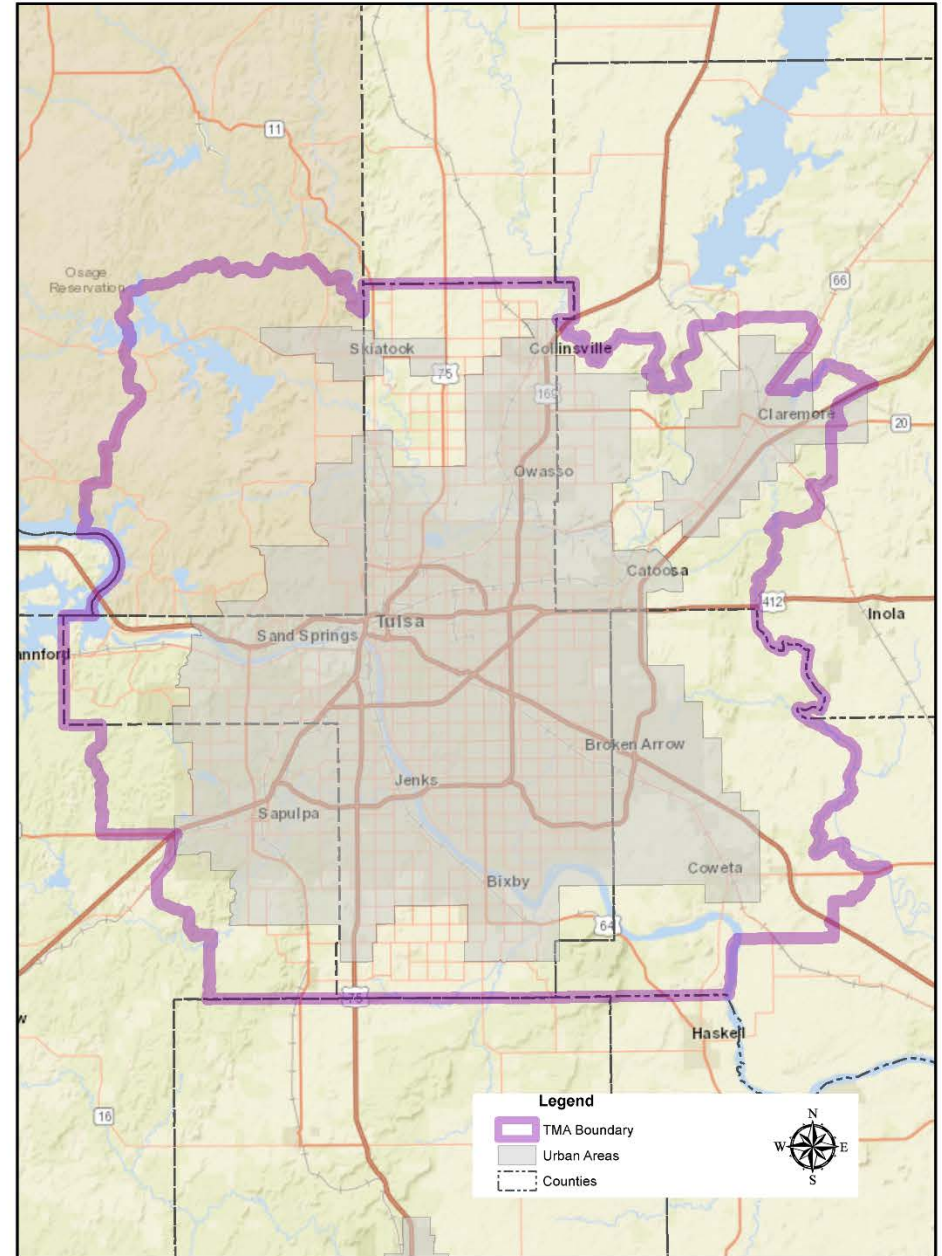 11
Osage
Reservation
66
Skiatook
Collinsville
75
169
Claremore
20
Owasso
Catoosa
412
Inola
Tulsa
Sand Springs
annford
Broken Arrow
Jenks
Sapulpa
Coweta
Bixby
64
75
Haskell
w
16
Legend
TMA Boundary
Urban Areas
Counties
N
W
E
S